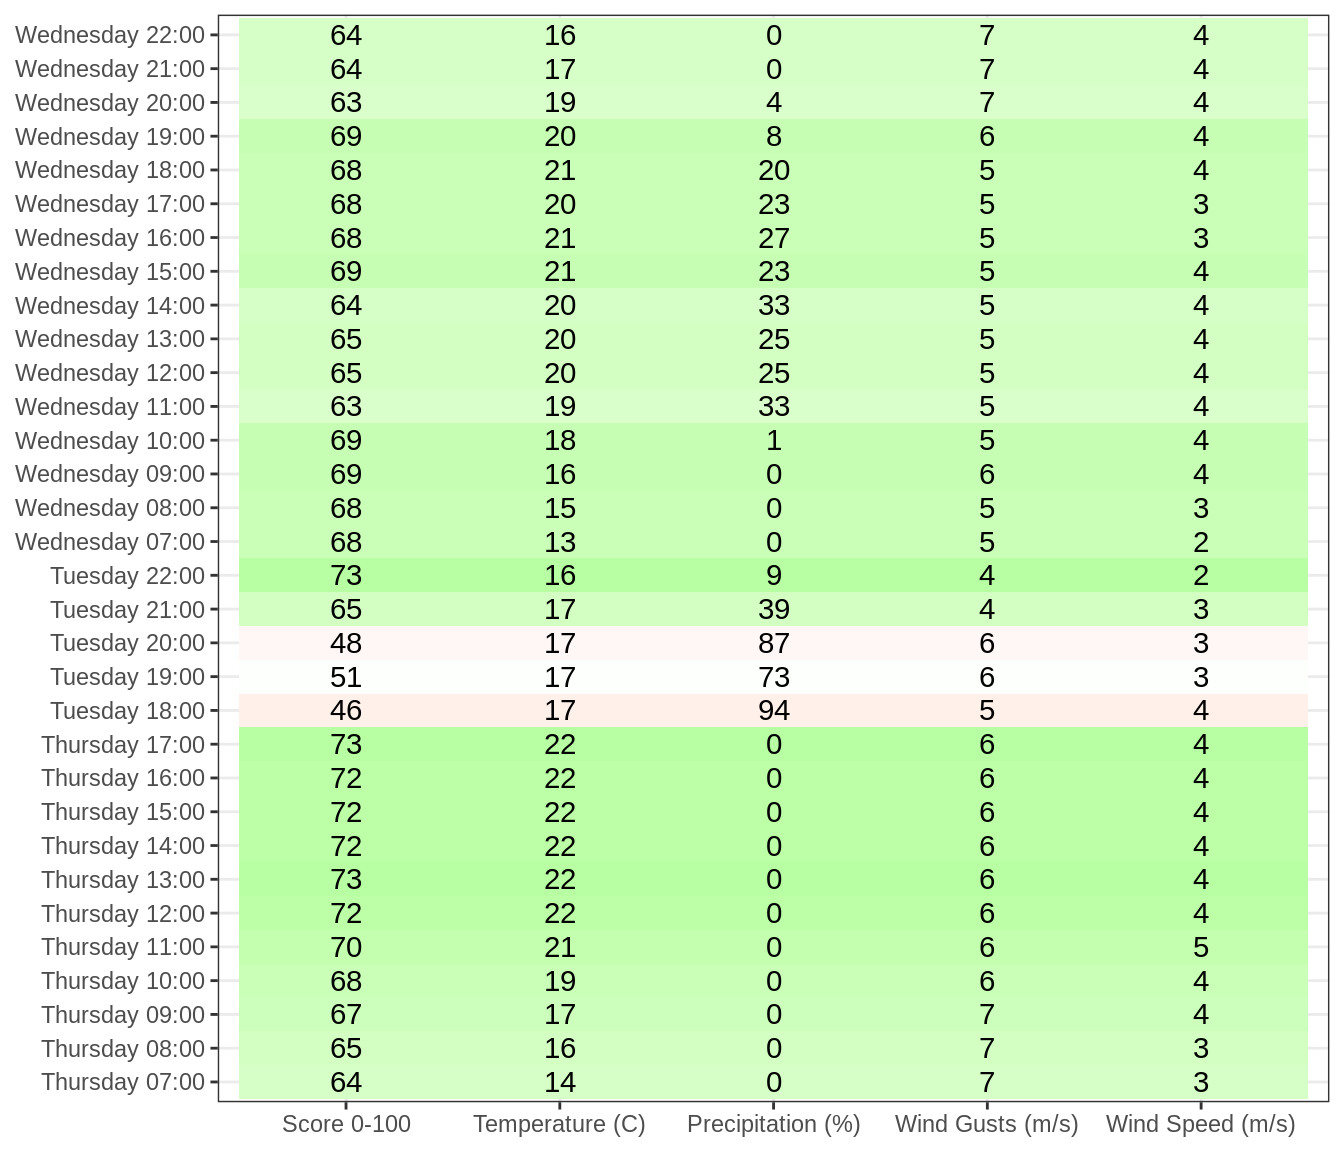 Wednesday 22:00 64 16 0 7 4
Wednesday 21:00 64 17 0 7 4
Wednesday 20:00 63 19 4 7 4
Wednesday 19:00 69 20 8 6 4
Wednesday 18:00 68 21 20 5 4
Wednesday 17:00 68 20 23 5 3
Wednesday 16:00 68 21 27 5 3
Wednesday 15:00 69 21 23 5 4
Wednesday 14:00 64 20 33 5 4
Wednesday 13:00 65 20 25 5 4
Wednesday 12:00 65 20 25 5 4
Wednesday 11:00 63 19 33 5 4
Wednesday 10:00 69 18 1 5 4
Wednesday 09:00 69 16 0 6 4
Wednesday 08:00 68 15 0 5 3
Wednesday 07:00 68 13 0 5 2
Tuesday 22:00 73 16 9 4 2
Tuesday 21:00 65 17 39 4 3
Tuesday 20:00 48 17 87 6 3
Tuesday 19:00 51 17 73 6 3
Tuesday 18:00 46 17 94 5 4
Thursday 17:00 73 22 0 6 4
Thursday 16:00 72 22 0 6 4
Thursday 15:00 72 22 0 6 4
Thursday 14:00 72 22 0 6 4
Thursday 13:00 73 22 0 6 4
Thursday 12:00 72 22 0 6 4
Thursday 11:00 70 21 0 6 5
Thursday 10:00 68 19 0 6 4
Thursday 09:00 67 17 0 7 4
Thursday 08:00 65 16 0 7 3
Thursday 07:00 64 14 0 7 3
Score 0-100 Temperature (C) Precipitation (%) Wind Gusts (m/s) Wind Speed (m/s)